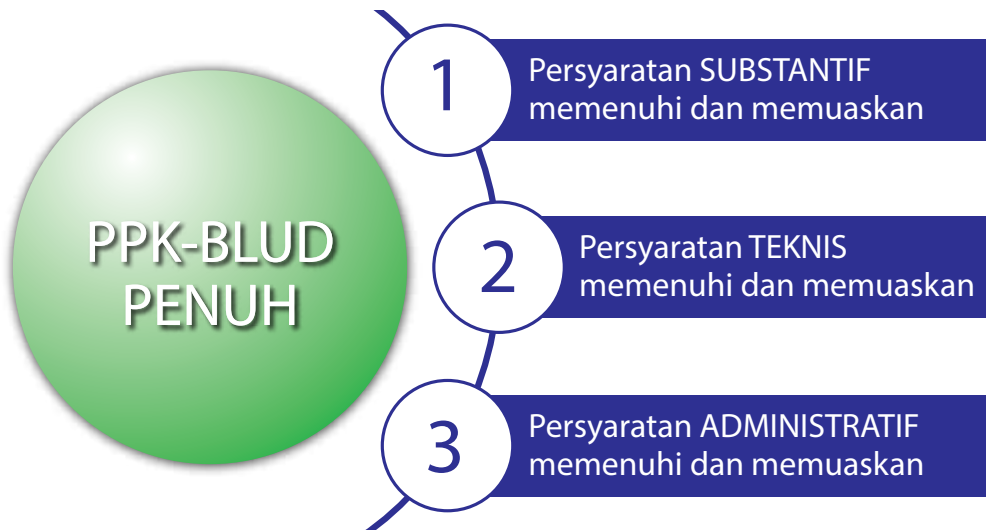 PPK-BLUD
PENUH
1
Persyaratan SUBSTANTIF
memenuhi dan memuaskan
2
Persyaratan TEKNIS
memenuhi dan memuaskan
3
Persyaratan ADMINISTRATIF
memenuhi dan memuaskan